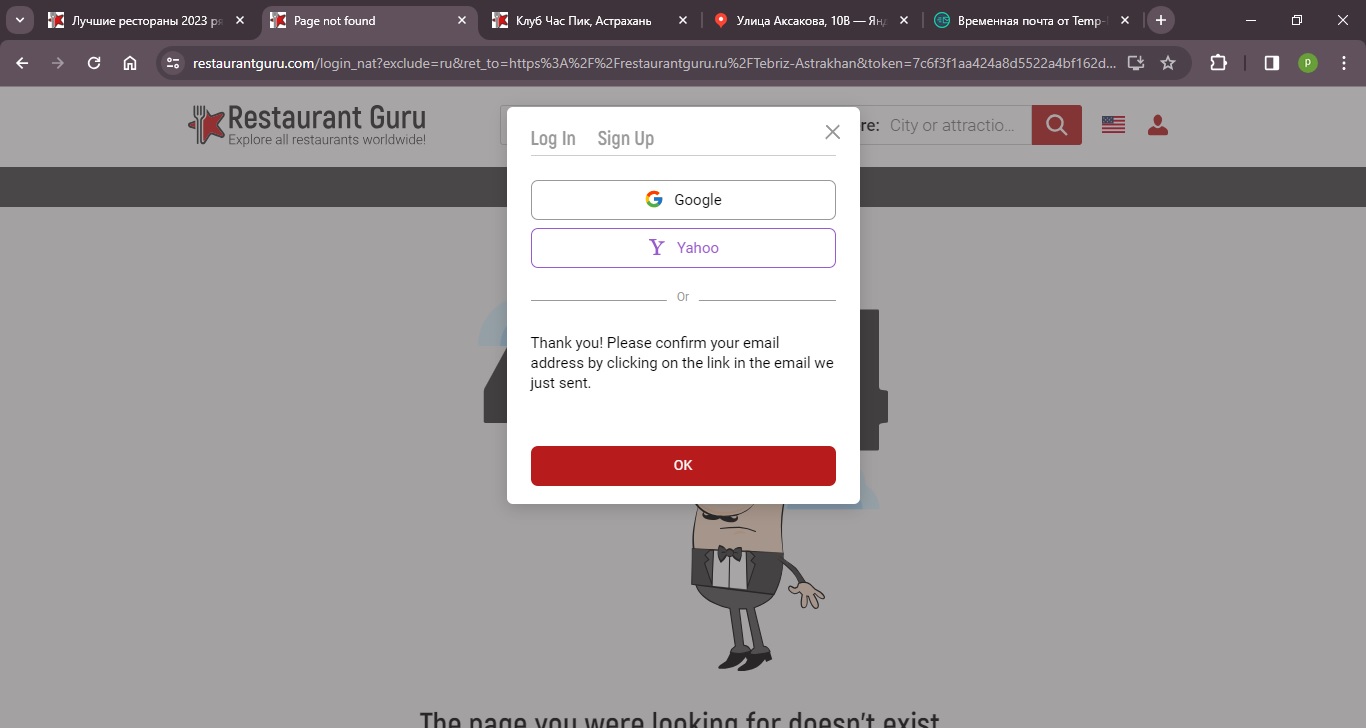 Лучшие рестораны 2023 ря
Page not found
Клуб Час Пик, Астрахань
Улица Аксакова, 10В — Ян
Временная почта от Temp-
restaurantguru.com/login_nat?exclude=ru&ret_to=https%3A%2F%2Frestaurantguru.ru%2FTebriz-Astrakhan&token=7c6f3f1aa424a8d5522a4bf162d...
p
Restaurant Guru
Explore all restaurants worldwide!
re: City or attractio...
Log In Sign Up
Google
Yahoo
Or
Thank you! Please confirm your email
address by clicking on the link in the email we
just sent.
OK
The page you were looking for doesn't exist